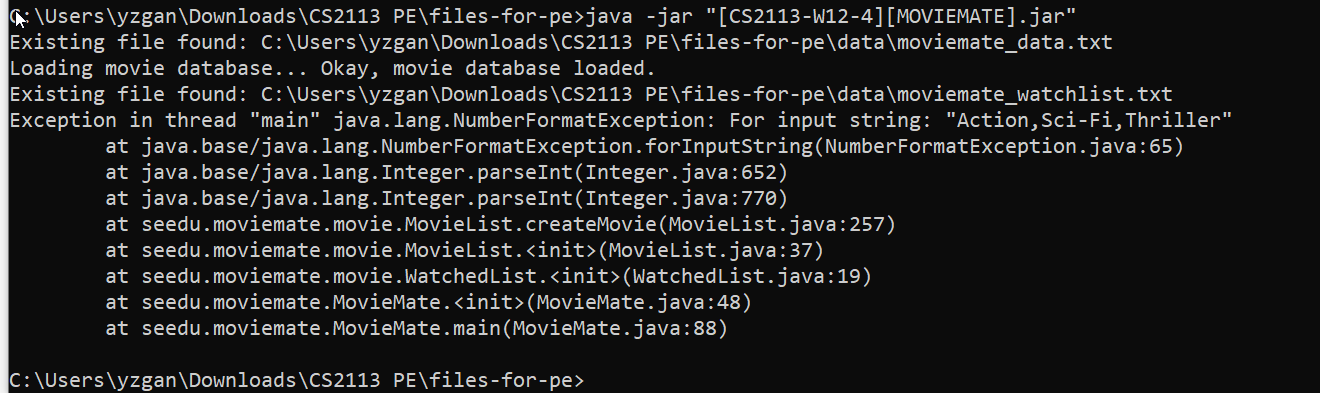 C:\Users\yzgan\Downloads\CS2113 PE\files-for-pe>java -jar "[CS2113-W12-4][MOVIEMATE].jar"
Existing file found: C:\Users\yzgan\Downloads\CS2113 PE\files-for-pe\data\moviemate_data.txt
Loading movie database... Okay, movie database loaded.
Existing file found: C:\Users\yzgan\Downloads\CS2113 PE\files-for-pe\data\moviemate_watchlist.txt
Exception in thread "main" java.lang.NumberFormatException: For input string: "Action,Sci-Fi,Thriller"
        at java.base/java.lang.NumberFormatException.forInputString(NumberFormatException.java:65)
        at java.base/java.lang.Integer.parseInt(Integer.java:652)
        at java.base/java.lang.Integer.parseInt(Integer.java:770)
        at seedu.moviemate.movie.MovieList.createMovie(MovieList.java:257)
        at seedu.moviemate.movie.MovieList.<init>(MovieList.java:37)
        at seedu.moviemate.movie.WatchedList.<init>(WatchedList.java:19)
        at seedu.moviemate.MovieMate.<init>(MovieMate.java:48)
        at seedu.moviemate.MovieMate.main(MovieMate.java:88)
C:\Users\yzgan\Downloads\CS2113 PE\files-for-pe>